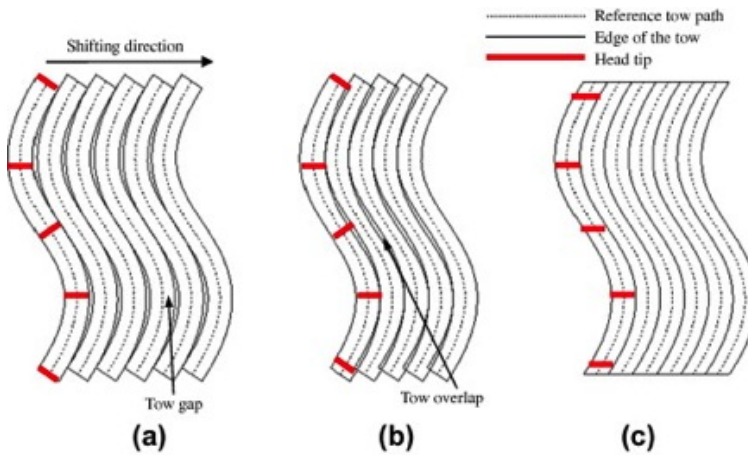 Shifting direction
Reference tow path
Edge of the tow
Head tip
Tow gap
Tow overlap
(a)
(b)
(c)